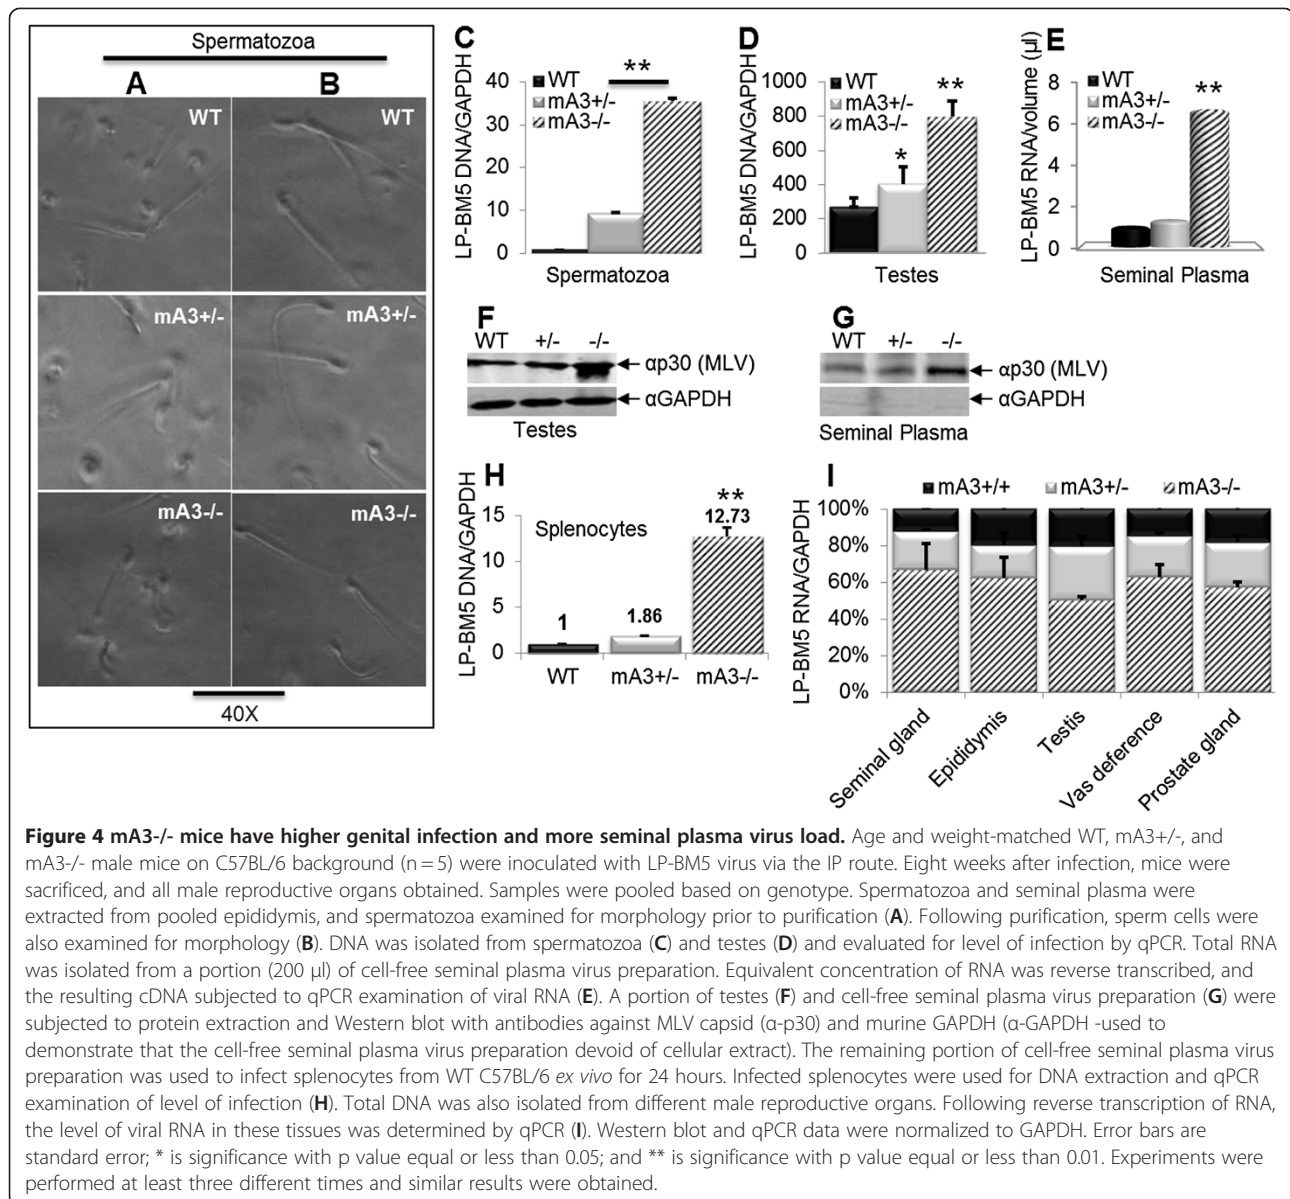 Spermatozoa
A B
WT WT
mA3+/- mA3+/-
mA3-/- mA3-/-
40X
C
LP-BM5 DNA/GAPDH
40
30
20
10
0
WT
mA3+/-
mA3-/-
**
Spermatozoa
D
LP-BM5 DNA/GAPDH
1000
800
600
400
200
0
WT
mA3+/-
mA3-/-
*
**
Testes
E
LP-BM5 RNA/volume (µl)
8
6
4
2
0
WT
mA3+/-
mA3-/-
**
Seminal Plasma
F
WT +/- -/-
αp30 (MLV)
αGAPDH
Testes
G
WT +/- -/-
αp30 (MLV)
αGAPDH
Seminal Plasma
H
LP-BM5 DNA/GAPDH
15
10
5
0
Splenocytes
1
1.86
**
12.73
WT mA3+/- mA3-/-
I
mA3+/+ mA3+/- mA3-/-
LP-BM5 RNA/GAPDH
100%
80%
60%
40%
20%
0%
Seminal gland
Epididymis
Testis
Vas deference
Prostate gland
Figure 4 mA3-/- mice have higher genital infection and more seminal plasma virus load. Age and weight-matched WT, mA3+/-, and
mA3-/- male mice on C57BL/6 background (n = 5) were inoculated with LP-BM5 virus via the IP route. Eight weeks after infection, mice were
sacrificed, and all male reproductive organs obtained. Samples were pooled based on genotype. Spermatozoa and seminal plasma were
extracted from pooled epididymis, and spermatozoa examined for morphology prior to purification (A). Following purification, sperm cells were
also examined for morphology (B). DNA was isolated from spermatozoa (C) and testes (D) and evaluated for level of infection by qPCR. Total RNA
was isolated from a portion (200 µl) of cell-free seminal plasma virus preparation. Equivalent concentration of RNA was reverse transcribed, and
the resulting cDNA subjected to qPCR examination of viral RNA (E). A portion of testes (F) and cell-free seminal plasma virus preparation (G) were
subjected to protein extraction and Western blot with antibodies against MLV capsid (α-p30) and murine GAPDH (α-GAPDH -used to
demonstrate that the cell-free seminal plasma virus preparation devoid of cellular extract). The remaining portion of cell-free seminal plasma virus
preparation was used to infect splenocytes from WT C57BL/6 ex vivo for 24 hours. Infected splenocytes were used for DNA extraction and qPCR
examination of level of infection (H). Total DNA was also isolated from different male reproductive organs. Following reverse transcription of RNA,
the level of viral RNA in these tissues was determined by qPCR (I). Western blot and qPCR data were normalized to GAPDH. Error bars are
standard error; * is significance with p value equal or less than 0.05; and ** is significance with p value equal or less than 0.01. Experiments were
performed at least three different times and similar results were obtained.